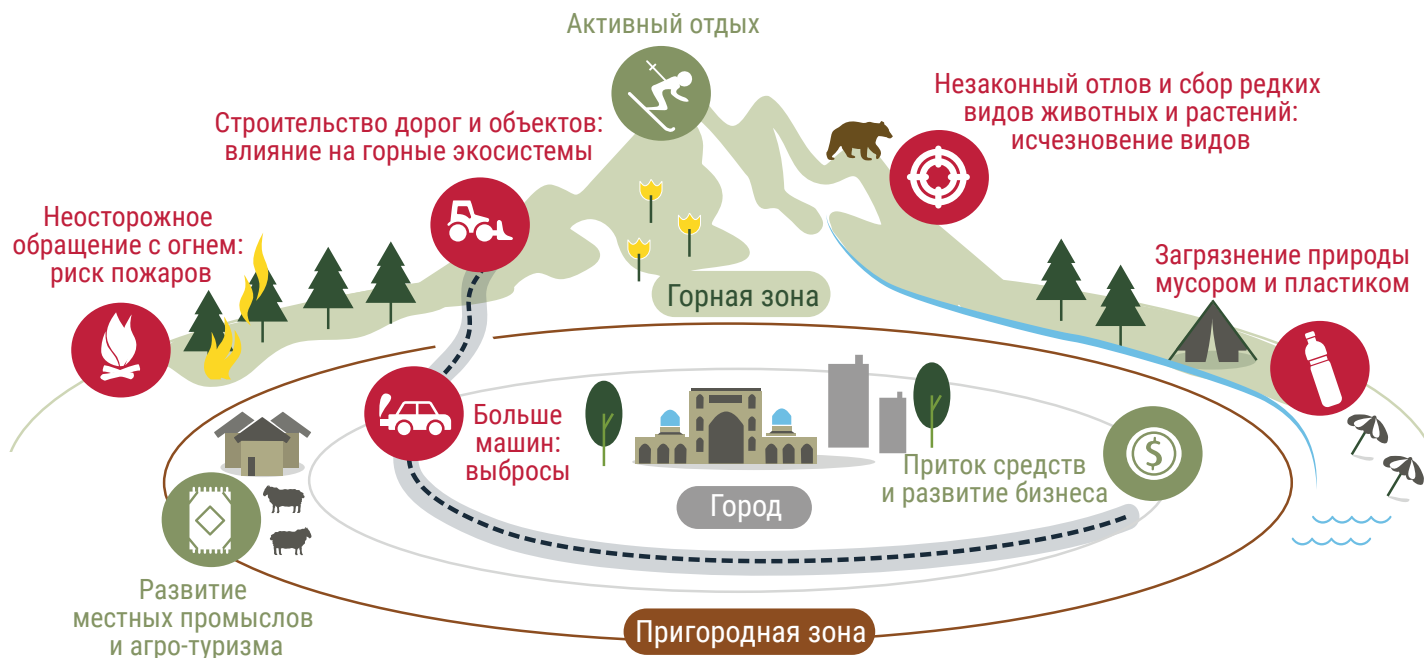 Активный отдых
Незаконный отлов и сбор редких
видов животных и растений:
исчезновение видов
Строительство дорог и объектов:
влияние на горные экосистемы
Неосторожное
обращение с огнем:
риск пожаров
Загрязнение природы
мусором и пластиком
Горная зона
Больше
машин:
выбросы
Приток средств
и развитие бизнеса
$
Город
Развитие
местных промыслов
и агро-туризма
Пригородная зона